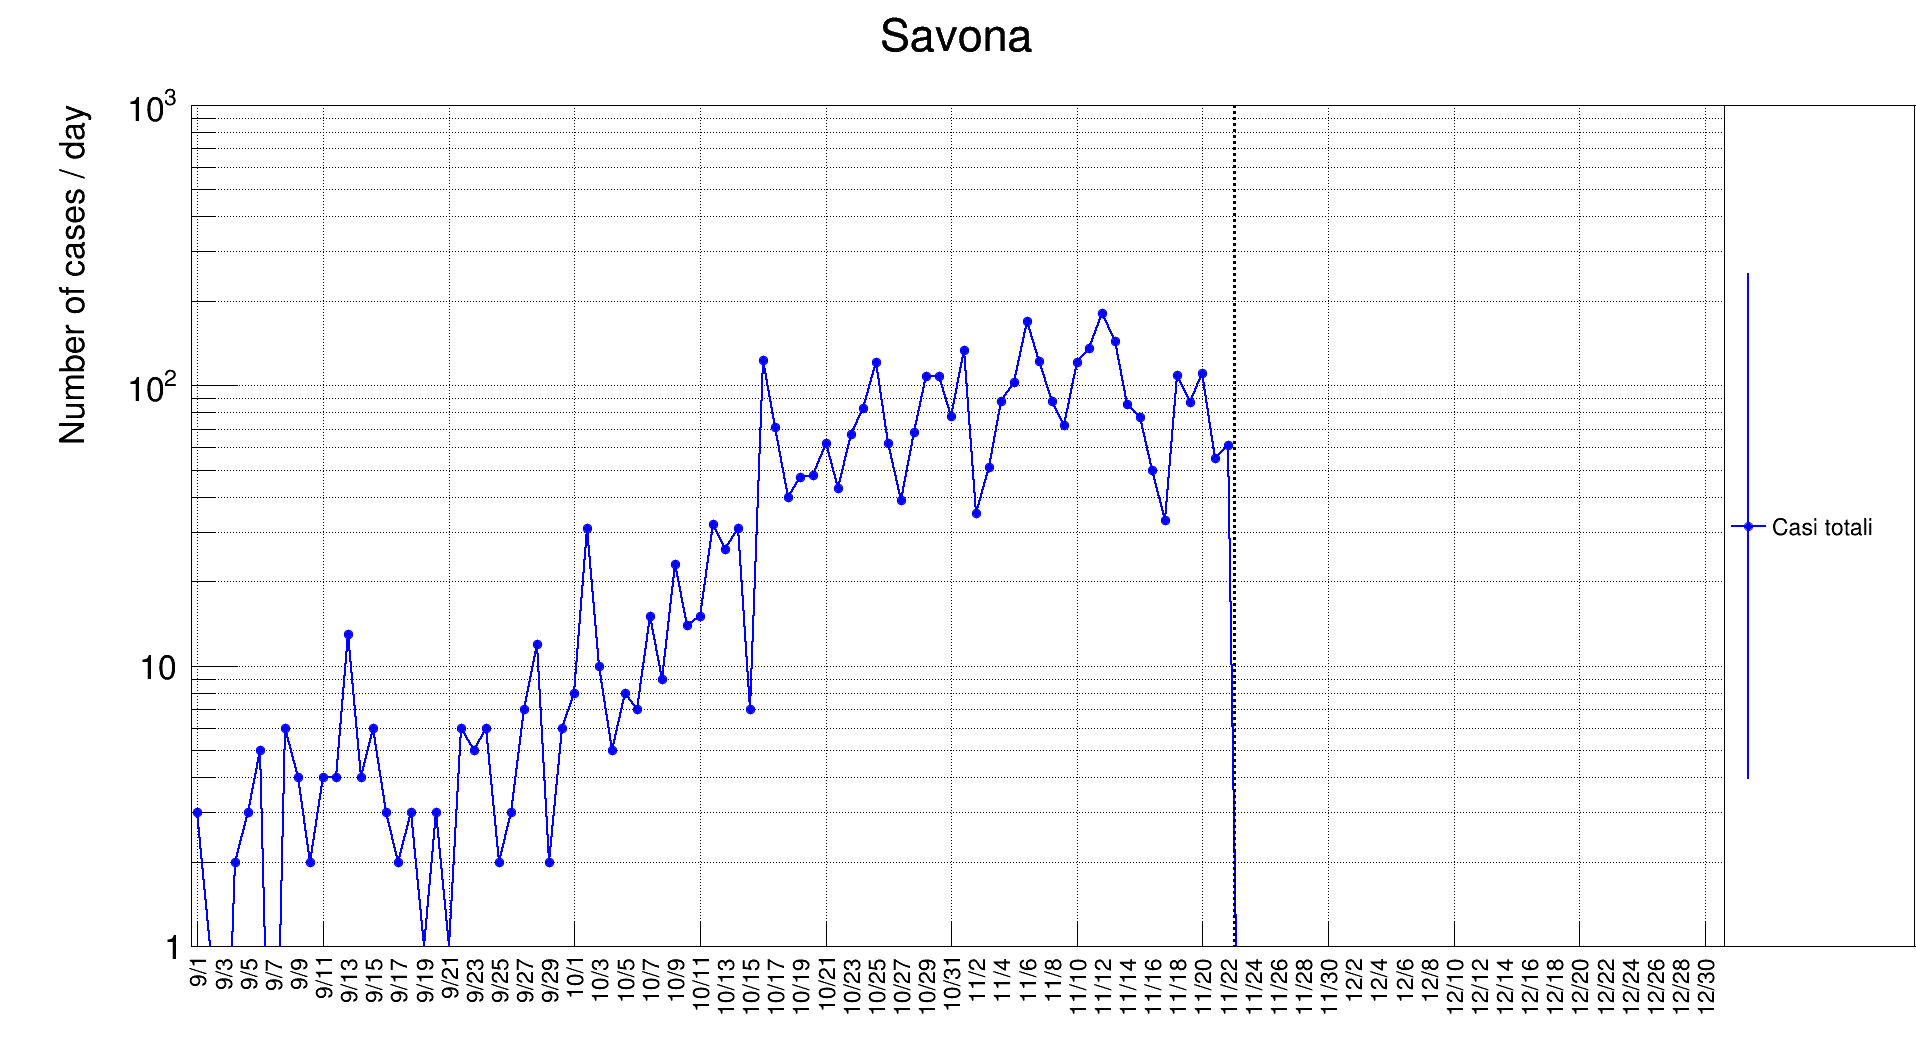 Savona
Number of cases / day
10³
10²
10
1
Casi totali
9/1 9/3 9/5 9/7 9/9 9/11 9/13 9/15 9/17 9/19 9/21 9/23 9/25 9/27 9/29 10/1 10/3 10/5 10/7 10/9 10/11 10/13 10/15 10/17 10/19 10/21 10/23 10/25 10/27 10/29 10/31 11/2 11/4 11/6 11/8 11/10 11/12 11/14 11/16 11/18 11/20 11/22 11/24 11/26 11/28 11/30 12/2 12/4 12/6 12/8 12/10 12/12 12/14 12/16 12/18 12/20 12/22 12/24 12/26 12/28 12/30